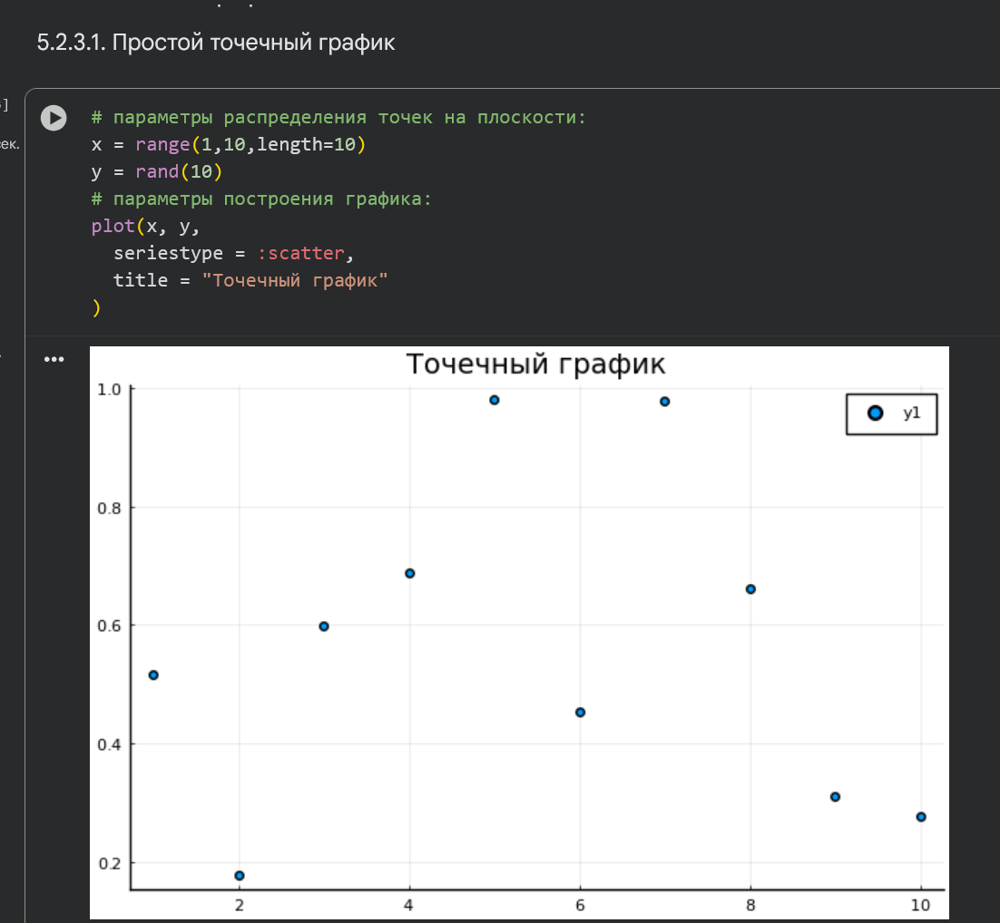 5.2.3.1. Простой точечный график
]
сек.
# параметры распределения точек на плоскости:
x = range(1,10,length=10)
y = rand(10)
# параметры построения графика:
plot(x, y,
  seriestype = :scatter,
  title = "Точечный график"
)
Точечный график
y1
1.0
0.8
0.6
0.4
0.2
2 4 6 8 10